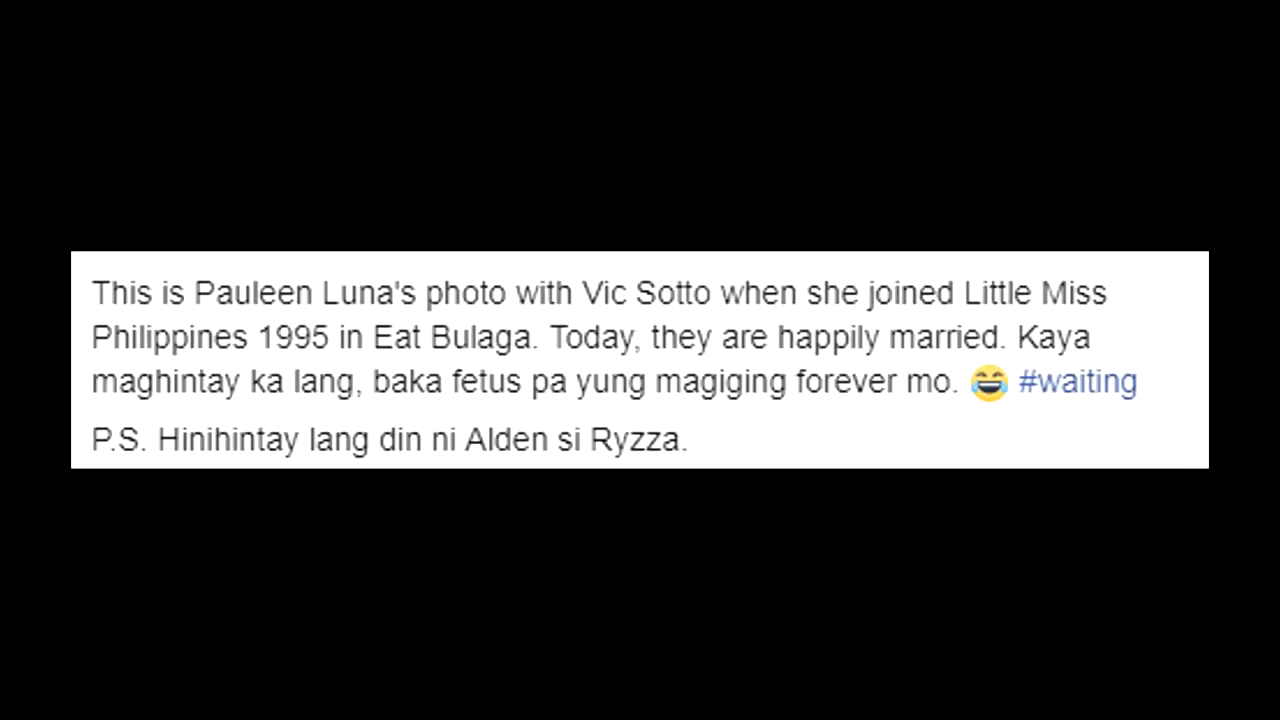 This is Pauleen Luna's photo with Vic Sotto when she joined Little Miss
Philippines 1995 in Eat Bulaga. Today, they are happily married. Kaya
maghintay ka lang, baka fetus pa yung magiging forever mo. 😂 #waiting
P.S. Hinihintay lang din ni Alden si Ryzza.